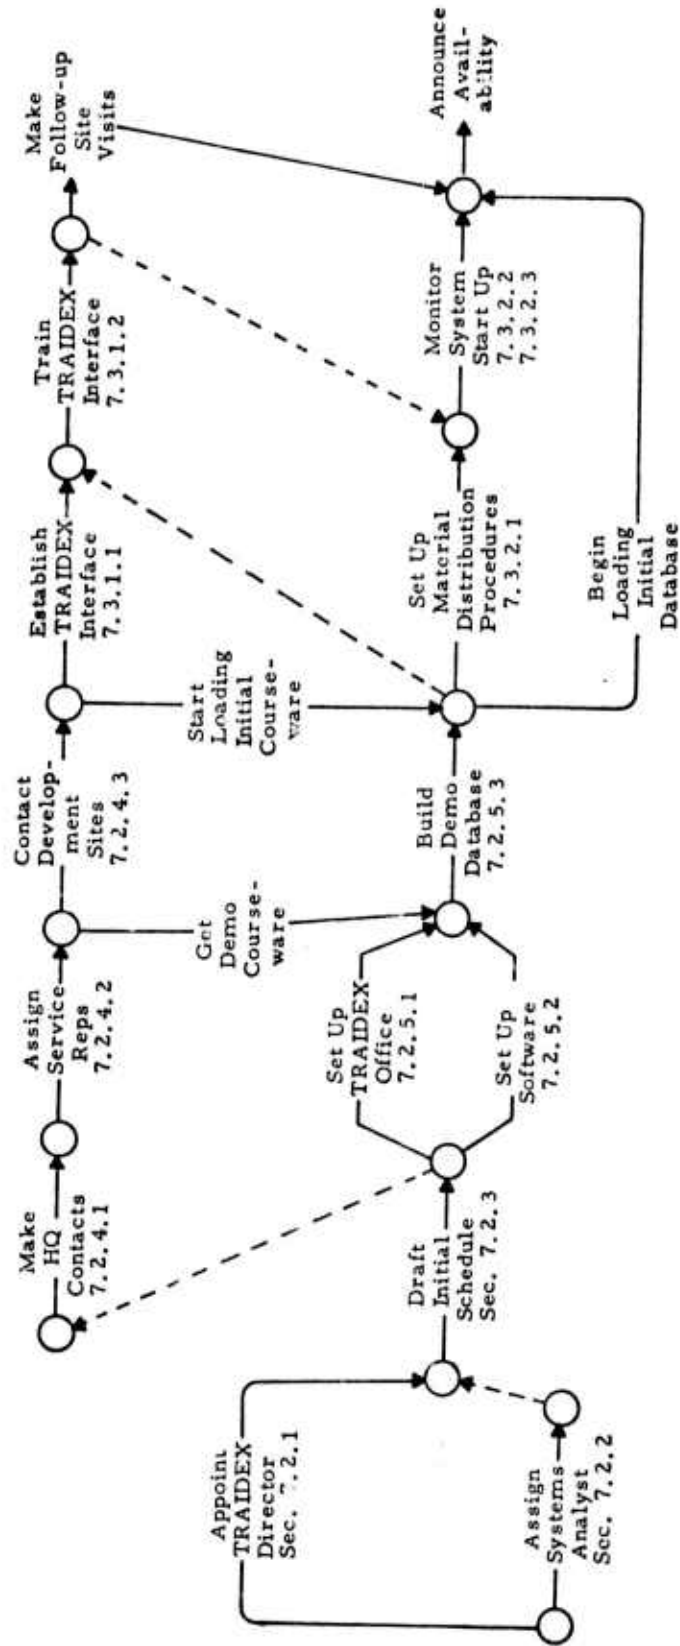 Make
HQ
Contacts
7.2.4.1
Assign
Service
Reps
7.2.4.2
Contact
Develop-
ment
Sites
7.2.4.3
Establish
TRAIDEX
Interface
7.3.1.1
Train
TRAIDEX
Interface
7.3.1.2
Make
Follow-up
Site
Visits
Get
Demo
Course-
ware
Start
Loading
Initial
Course-
ware
Appoint
TRAIDEX
Director
Sec. 7.2.1
Assign
Systems
Analyst
Sec. 7.2.2
Draft
Initial
Schedule
Sec. 7.2.3
Set Up
TRAIDEX
Office
7.2.5.1
Set Up
Software
7.2.5.2
Build
Demo
Database
7.2.5.3
Set Up
Material
Distribution
Procedures
7.3.2.1
Monitor
System
Start Up
7.3.2.2
7.3.2.3
Announce
Avail-
ability
Begin
Loading
Initial
Database